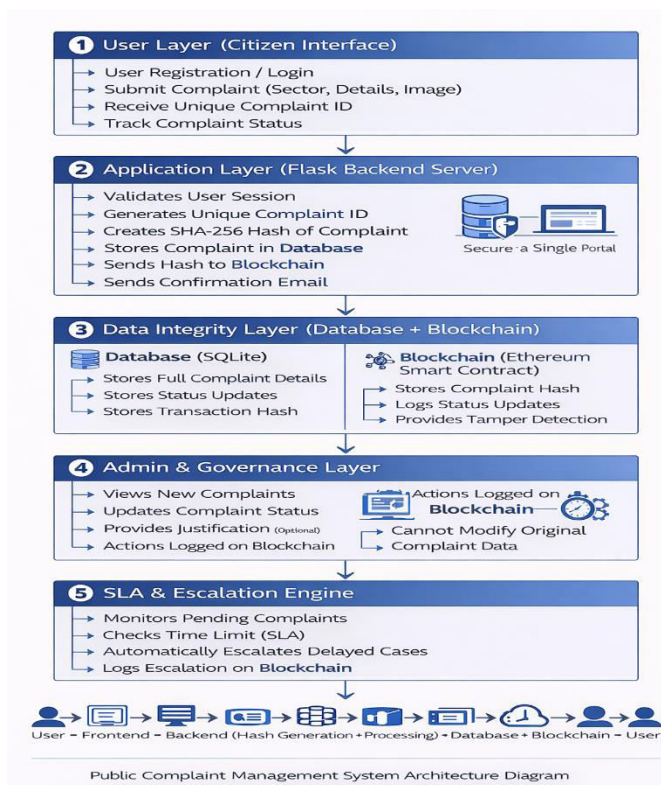 1 User Layer (Citizen Interface)
User Registration / Login
Submit Complaint (Sector, Details, Image)
Receive Unique Complaint ID
Track Complaint Status
2 Application Layer (Flask Backend Server)
Validates User Session
Generates Unique Complaint ID
Creates SHA-256 Hash of Complaint
Stores Complaint in Database
Sends Hash to Blockchain
Sends Confirmation Email
Secure-a Single Portal
3 Data Integrity Layer (Database + Blockchain)
Database (SQLite)
Stores Full Complaint Details
Stores Status Updates
Stores Transaction Hash
Blockchain (Ethereum
Smart Contract)
Stores Complaint Hash
Logs Status Updates
Provides Tamper Detection
4 Admin & Governance Layer
Views New Complaints
Updates Complaint Status
Provides Justification (Optional)
Actions Logged on Blockchain
Actions Logged on
Blockchain
Cannot Modify Original
Complaint Data
5 SLA & Escalation Engine
Monitors Pending Complaints
Checks Time Limit (SLA)
Automatically Escalates Delayed Cases
Logs Escalation on Blockchain
User – Frontend – Backend (Hash Generation + Processing) + Database + Blockchain – User
Public Complaint Management System Architecture Diagram